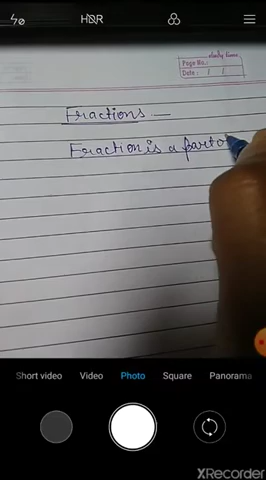 HDR
Page No.:
Date: / /
Fractions —
Fraction is a part o
Short video Video Photo Square Panorama
XRecorder